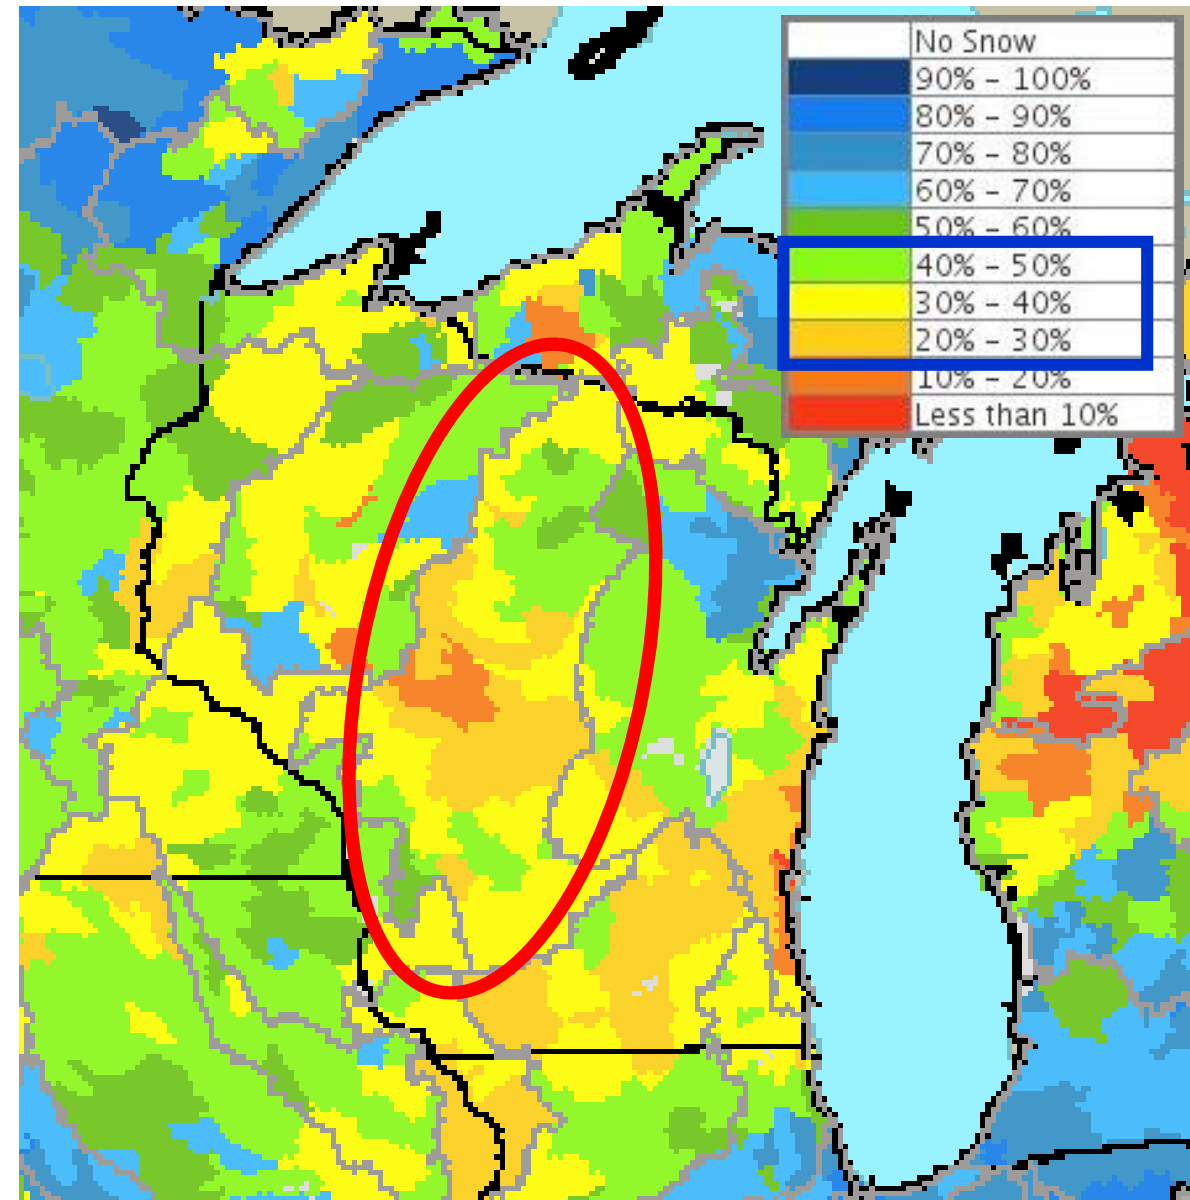 No Snow
90% – 100%
80% – 90%
70% – 80%
60% – 70%
50% – 60%
40% – 50%
30% – 40%
20% – 30%
10% – 20%
Less than 10%